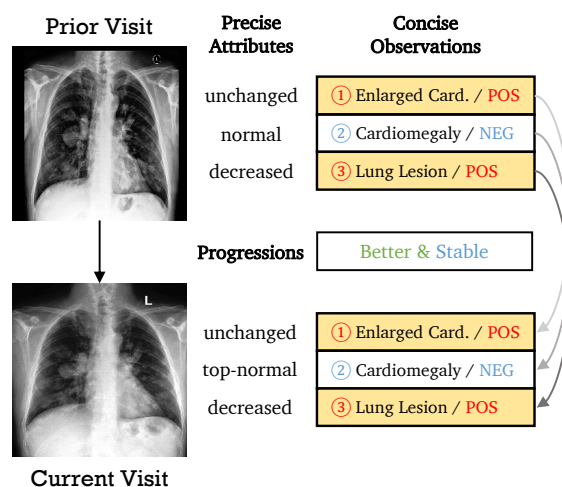 Prior Visit
Precise Attributes
Concise Observations
unchanged ① Enlarged Card. / POS
normal ② Cardiomegaly / NEG
decreased ③ Lung Lesion / POS
Progressions Better & Stable
L
unchanged ① Enlarged Card. / POS
top-normal ② Cardiomegaly / NEG
decreased ③ Lung Lesion / POS
Current Visit